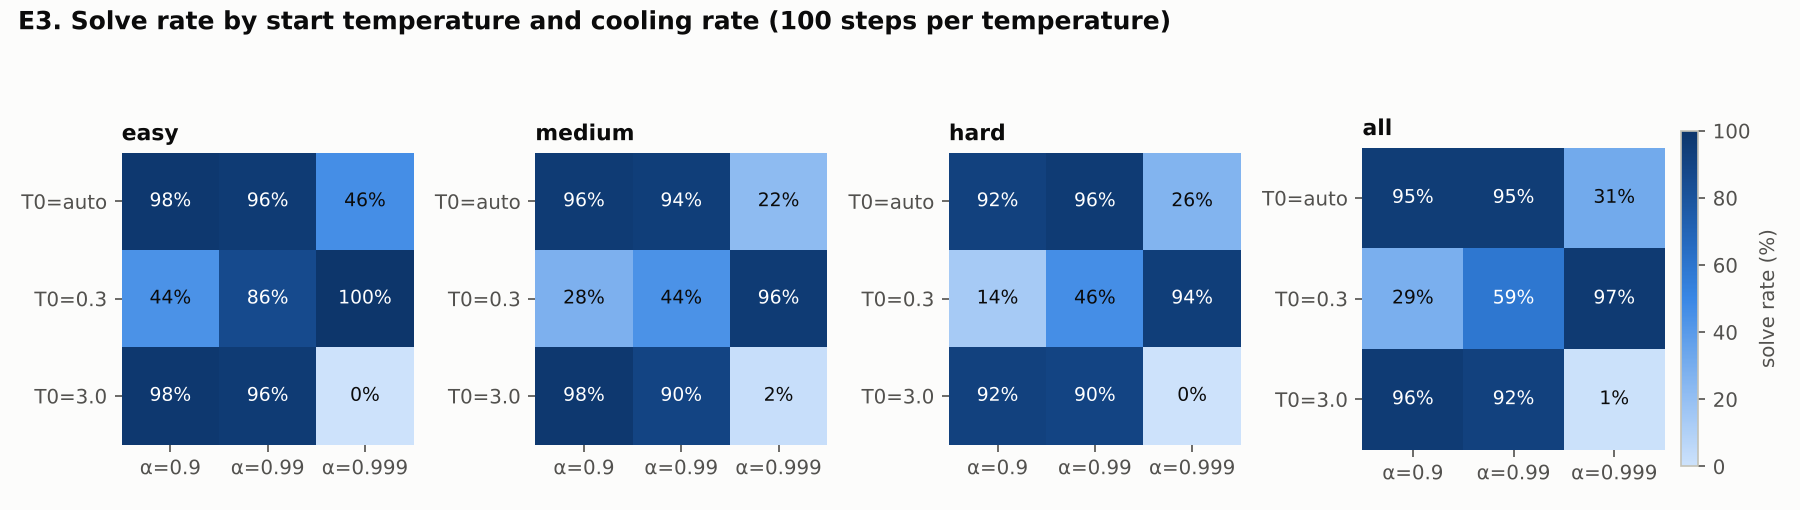 E3. Solve rate by start temperature and cooling rate (100 steps per temperature)
easy
T0=auto 98% 96% 46%
T0=0.3 44% 86% 100%
T0=3.0 98% 96% 0%
α=0.9 α=0.99 α=0.999
medium
T0=auto 96% 94% 22%
T0=0.3 28% 44% 96%
T0=3.0 98% 90% 2%
α=0.9 α=0.99 α=0.999
hard
T0=auto 92% 96% 26%
T0=0.3 14% 46% 94%
T0=3.0 92% 90% 0%
α=0.9 α=0.99 α=0.999
all
T0=auto 95% 95% 31%
T0=0.3 29% 59% 97%
T0=3.0 96% 92% 1%
α=0.9 α=0.99 α=0.999
100
80
60
40
20
0
solve rate (%)